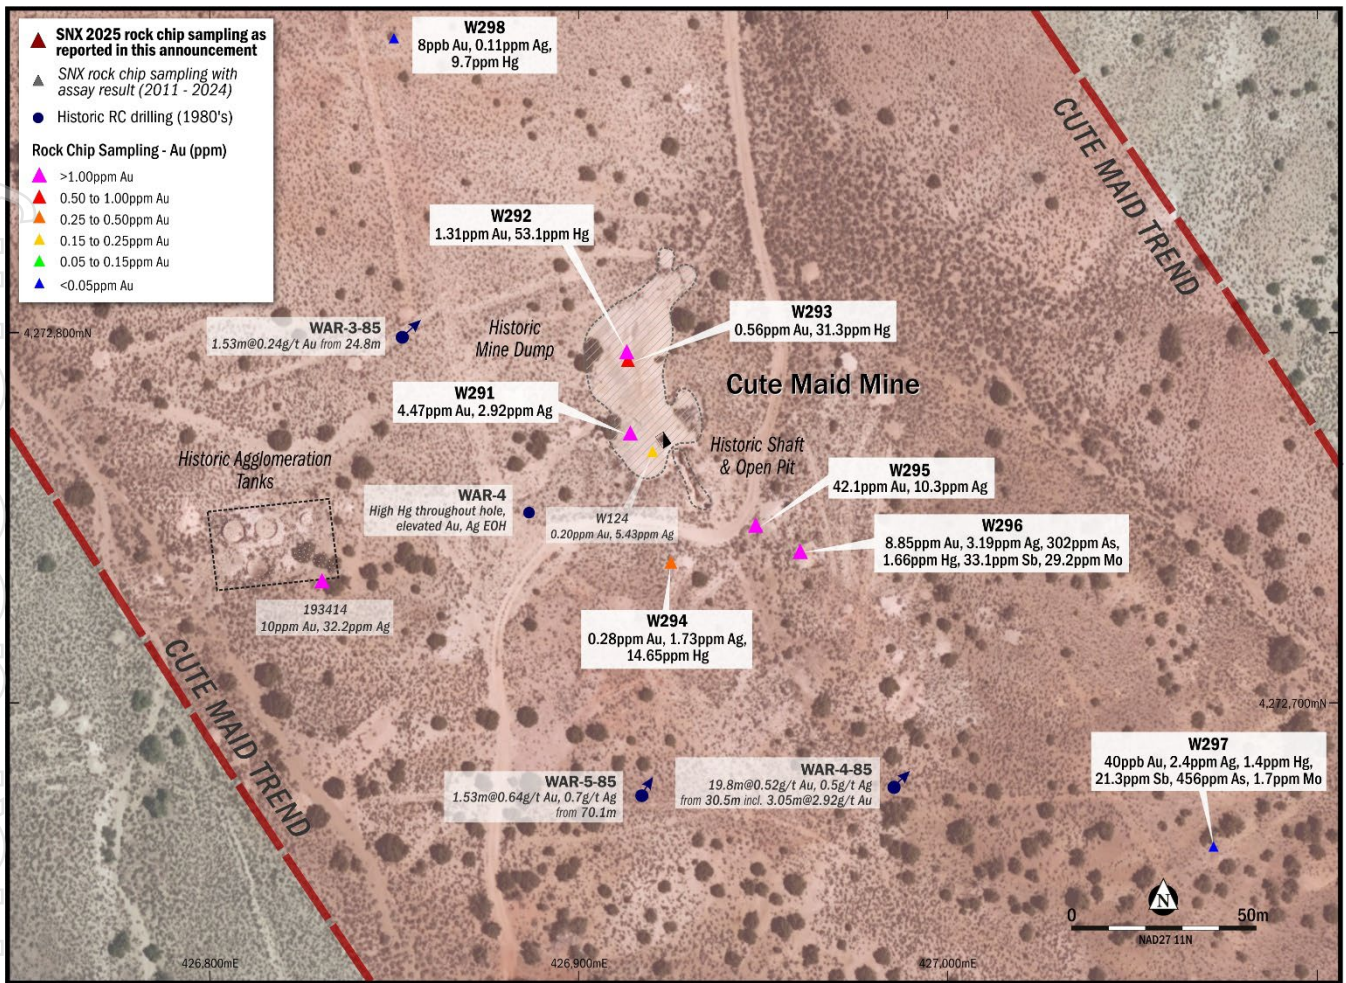 SNX 2025 rock chip sampling as
reported in this announcement
SNX rock chip sampling with
assay result (2011 - 2024)
Historic RC drilling (1980's)
Rock Chip Sampling - Au (ppm)
>1.00ppm Au
0.50 to 1.00ppm Au
0.25 to 0.50ppm Au
0.15 to 0.25ppm Au
0.05 to 0.15ppm Au
<0.05ppm Au
W298
8ppb Au, 0.11ppm Ag,
9.7ppm Hg
CUTE MAID TREND
W292
1.31ppm Au, 53.1ppm Hg
W293
0.56ppm Au, 31.3ppm Hg
4,272,800mN
WAR-3-85
1.53m@0.24g/t Au from 24.8m
Historic
Mine Dump
Cute Maid Mine
W291
4.47ppm Au, 2.92ppm Ag
Historic Shaft
& Open Pit
Historic Agglomeration
Tanks
W295
42.1ppm Au, 10.3ppm Ag
WAR-4
High Hg throughout hole,
elevated Au, Ag EOH
W124
0.20ppm Au, 5.43ppm Ag
W296
8.85ppm Au, 3.19ppm Ag, 302ppm As,
1.66ppm Hg, 33.1ppm Sb, 29.2ppm Mo
193414
10ppm Au, 32.2ppm Ag
W294
0.28ppm Au, 1.73ppm Ag,
14.65ppm Hg
CUTE MAID TREND
4,272,700mN
W297
40ppb Au, 2.4ppm Ag, 1.4ppm Hg,
21.3ppm Sb, 456ppm As, 1.7ppm Mo
WAR-5-85
1.53m@0.64g/t Au, 0.7g/t Ag
from 70.1m
WAR-4-85
19.8m@0.52g/t Au, 0.5g/t Ag
from 30.5m incl. 3.05m@2.92g/t Au
N
0 50m
NAD27 11N
426,800mE
426,900mE
427,000mE